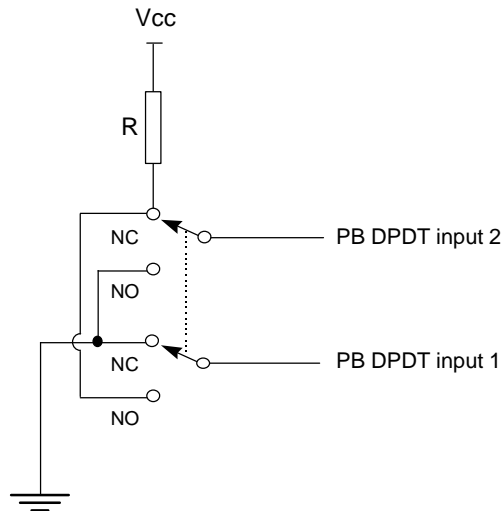 Vcc
R
NC
PB DPDT input 2
NO
NC
PB DPDT input 1
NO